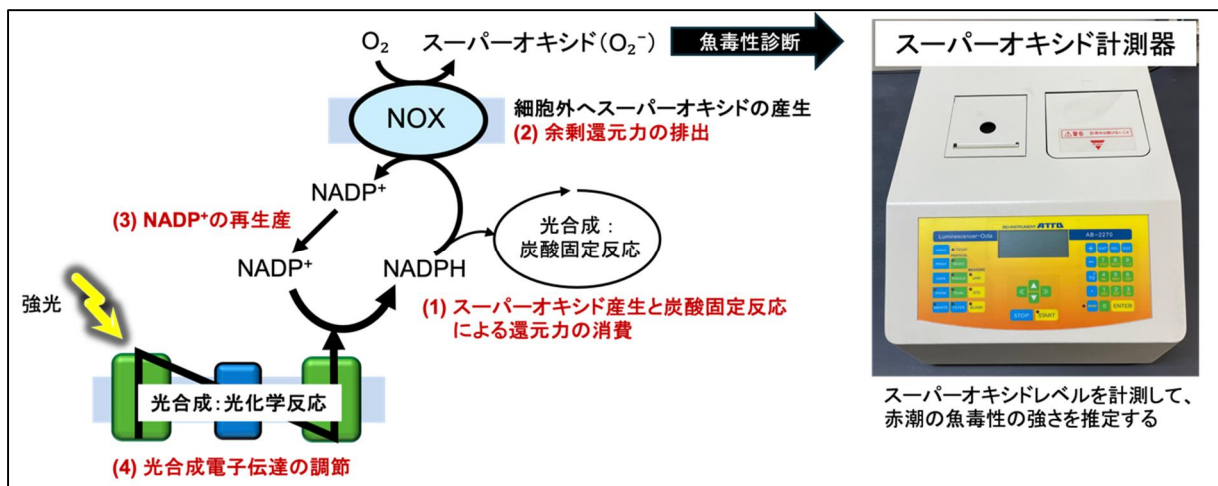 O₂ スーパーオキシド(O₂⁻)
魚毒性診断
スーパーオキシド計測器
NOX
細胞外へスーパーオキシドの産生
(2) 余剰還元力の排出
NADP⁺
(3) NADP⁺の再生産
NADP⁺
NADPH
光合成:
炭酸固定反応
強光
(1) スーパーオキシド産生と炭酸固定反応
による還元力の消費
光合成:光化学反応
(4) 光合成電子伝達の調節
警告
BIO-INSTRUMENT ATTO
Luminescencer-Octa
AB-2270
STOP
START
ENTER
スーパーオキシドレベルを計測して、
赤潮の魚毒性の強さを推定する